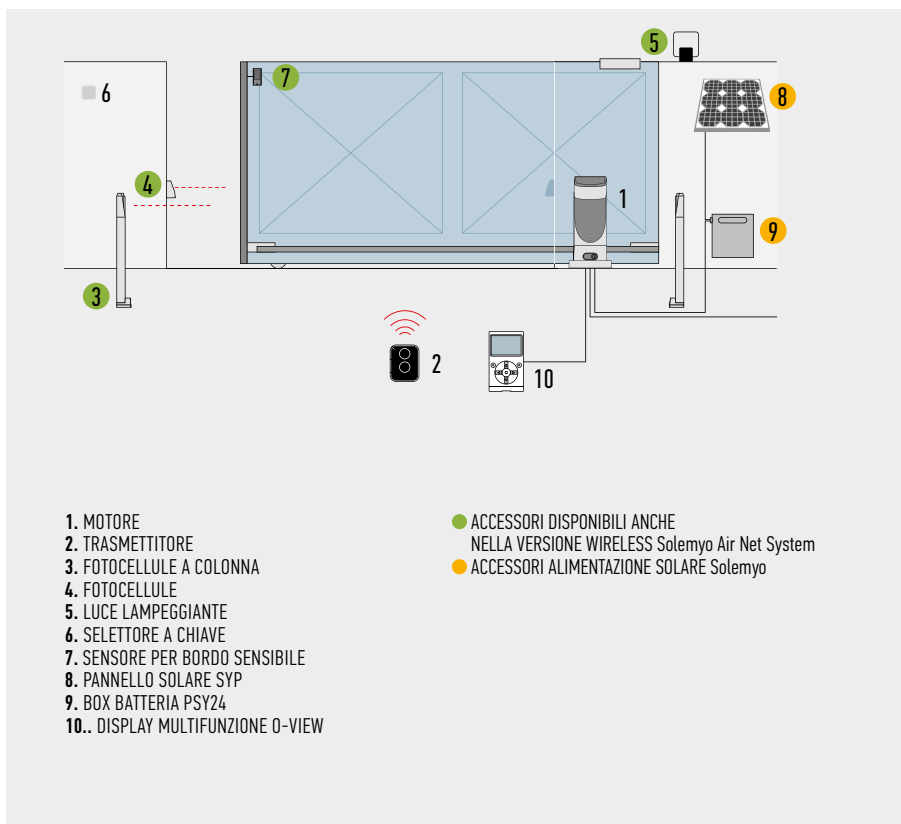 5
7
6
8
4
1
9
3
2
10
1. MOTORE
2. TRASMETTITORE
3. FOTOCELLULE A COLONNA
4. FOTOCELLULE
5. LUCE LAMPEGGIANTE
6. SELETTORE A CHIAVE
7. SENSORE PER BORDO SENSIBILE
8. PANNELLO SOLARE SYP
9. BOX BATTERIA PSY24
10.. DISPLAY MULTIFUNZIONE O-VIEW
ACCESSORI DISPONIBILI ANCHE
NELLA VERSIONE WIRELESS Solemyo Air Net System
ACCESSORI ALIMENTAZIONE SOLARE Solemyo